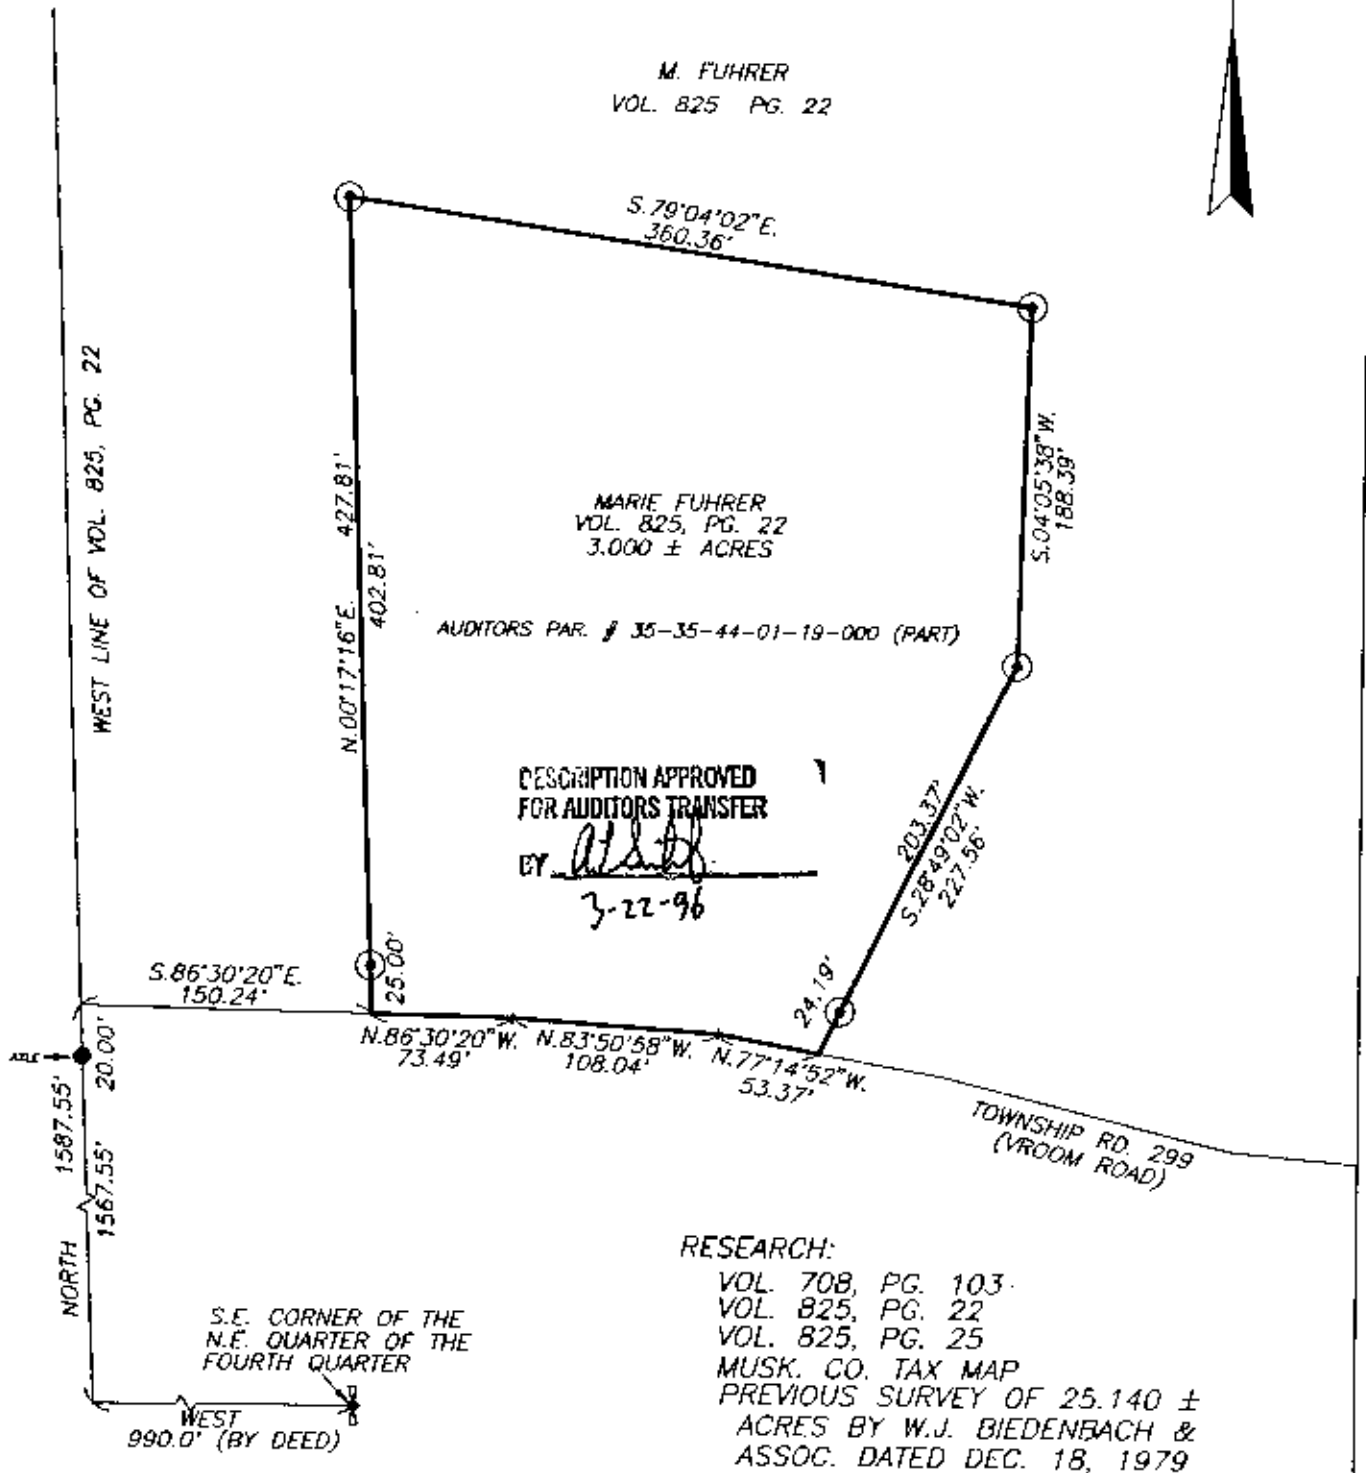 M. FUHRER
VOL. 825 PG. 22
S.79°04'02"E.
360.36'
WEST LINE OF VOL. 825, PG. 22
N.00°17'16"E. 427.81'
402.81'
S.04°05'38"W.
188.39'
MARIE FUHRER
VOL. 825, PG. 22
3.000 ± ACRES
AUDITORS PAR. # 35-35-44-01-19-000 (PART)
DESCRIPTION APPROVED
FOR AUDITORS TRANSFER
BY
3-22-96
203.37'
S.28°49'02"W.
227.56'
24.19'
25.00'
S.86°30'20"E.
150.24'
N.86°30'20"W.
73.49'
N.83°50'58"W.
108.04'
N.77°14'52"W.
53.37'
AXLE
20.00'
NORTH 1587.55'
1567.55'
TOWNSHIP RD. 299
(VROOM ROAD)
S.E. CORNER OF THE
N.E. QUARTER OF THE
FOURTH QUARTER
WEST
990.0' (BY DEED)
RESEARCH:
VOL. 708, PG. 103
VOL. 825, PG. 22
VOL. 825, PG. 25
MUSK. CO. TAX MAP
PREVIOUS SURVEY OF 25.140 ±
ACRES BY W.J. BIEDENBACH &
ASSOC. DATED DEC. 18, 1979